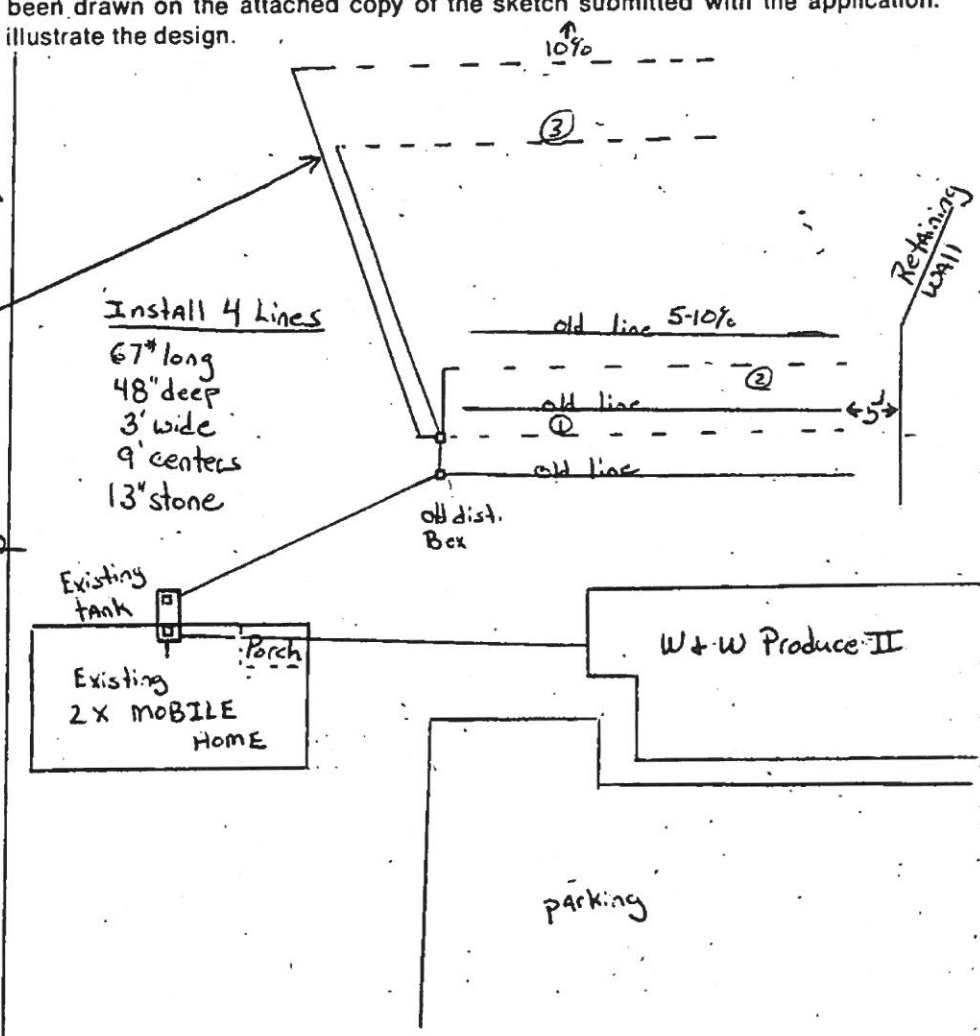 been drawn on the attached copy of the sketch submitted with the application.
illustrate the design.
10%
③
Retaining
WALL
Install 4 Lines
67" long
48" deep
3' wide
9' centers
13" stone
old line 5-10%
②
old line
5'
①
old line
old dist.
Box
Existing
tank
Porch
W & W Produce II
Existing
2 X MOBILE
HOME
parking